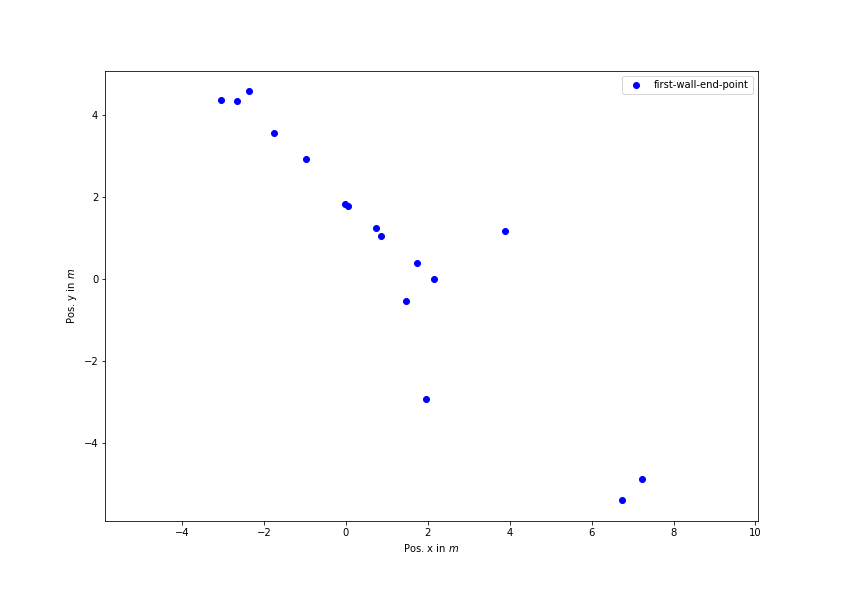 first-wall-end-point
4
2
0
−2
−4
Pos. y in m
−4 −2 0 2 4 6 8 10
Pos. x in m